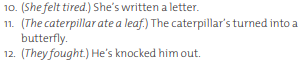 10. (She felt tired.) She's written a letter.
11. (The caterpillar ate a leaf.) The caterpillar's turned into a
butterfly.
12. (They fought.) He's knocked him out.